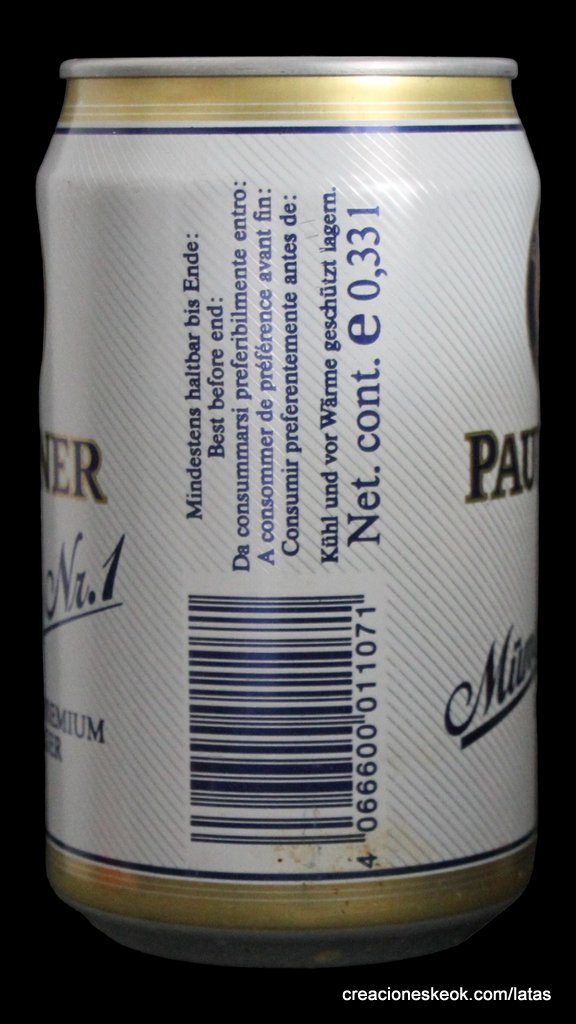 NER
Nr.1
REMIUM
ER
Mindestens haltbar bis Ende:
Best before end:
Da consummarsi preferibilmente entro:
A consommer de préférence avant fin:
Consumir preferentemente antes de:
Kühl und vor Wärme geschützt lagern.
Net. cont. e 0,33l
4 066600 011071
PAU
Mün
creacioneskeok.com/latas